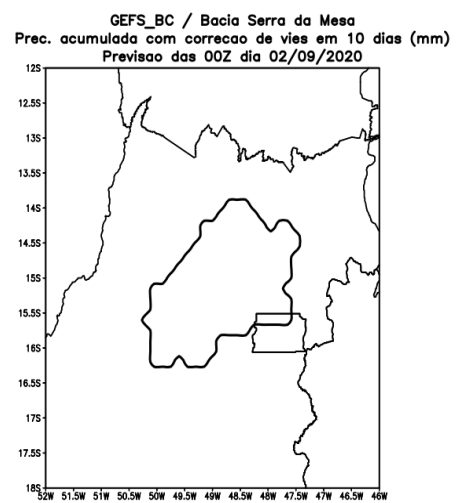 GEFS_BC / Bacia Serra da Mesa
Prec. acumulada com correcao de vies em 10 dias (mm)
Previsao das 00Z dia 02/09/2020
12S
12.5S
13S
13.5S
14S
14.5S
15S
15.5S
16S
16.5S
17S
17.5S
18S
52W 51.5W 51W 50.5W 50W 49.5W 49W 48.5W 48W 47.5W 47W 46.5W 46W